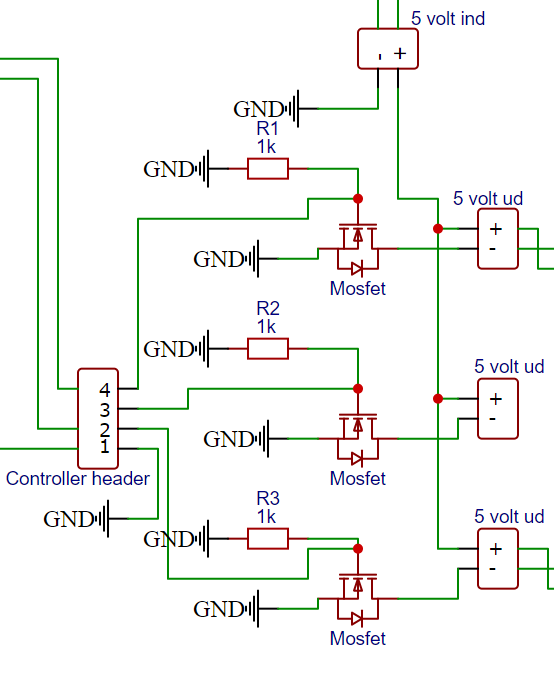 5 volt ind
- +
GND
R1
1k
GND
5 volt ud
+
-
GND
Mosfet
R2
1k
GND
5 volt ud
+
-
4
3
2
1
GND
Mosfet
Controller header
R3
1k
GND
GND
5 volt ud
+
-
GND
Mosfet